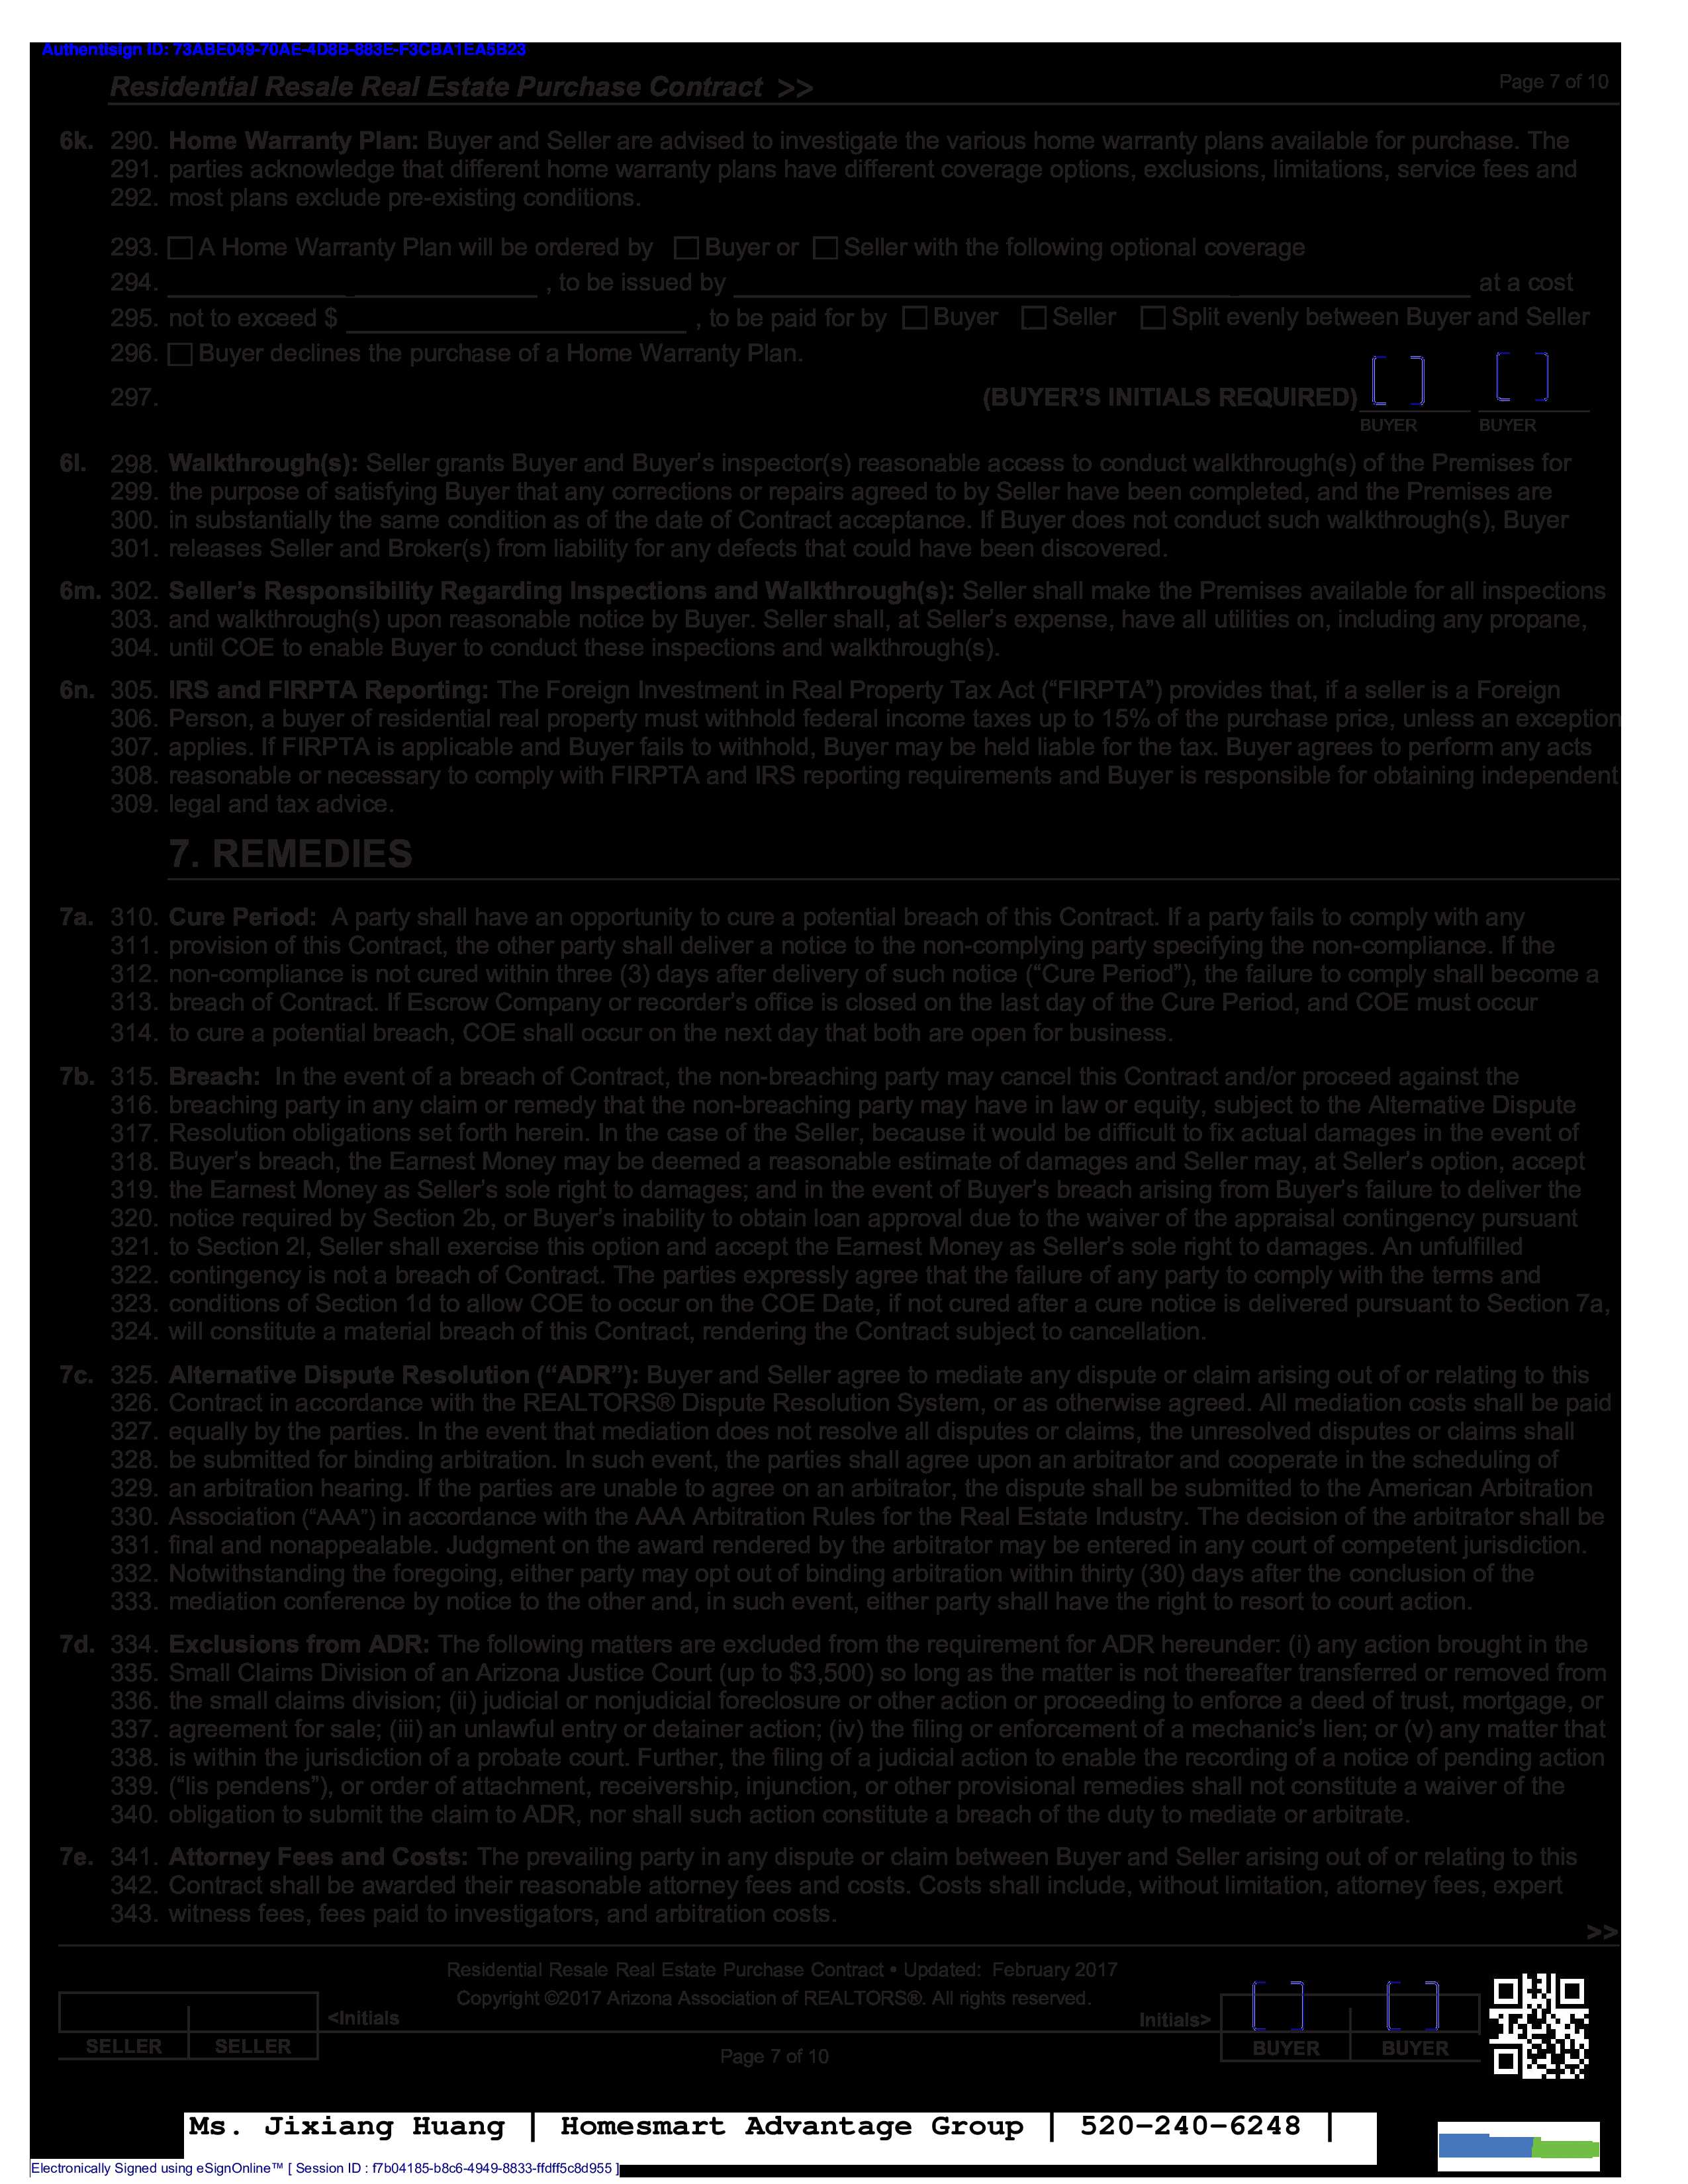 Authentisign ID: 73ABE049-70AE-4D8B-883E-F3CBA1EA5B23
Residential Resale Real Estate Purchase Contract >>
Page 7 of 10
6k. 290. Home Warranty Plan: Buyer and Seller are advised to investigate the various home warranty plans available for purchase. The
291. parties acknowledge that different home warranty plans have different coverage options, exclusions, limitations, service fees and
292. most plans exclude pre-existing conditions.
293. A Home Warranty Plan will be ordered by Buyer or Seller with the following optional coverage
294. , to be issued by at a cost
295. not to exceed $ , to be paid for by Buyer Seller Split evenly between Buyer and Seller
296. Buyer declines the purchase of a Home Warranty Plan.
297. (BUYER'S INITIALS REQUIRED)
BUYER BUYER
6l. 298. Walkthrough(s): Seller grants Buyer and Buyer's inspector(s) reasonable access to conduct walkthrough(s) of the Premises for
299. the purpose of satisfying Buyer that any corrections or repairs agreed to by Seller have been completed, and the Premises are
300. in substantially the same condition as of the date of Contract acceptance. If Buyer does not conduct such walkthrough(s), Buyer
301. releases Seller and Broker(s) from liability for any defects that could have been discovered.
6m. 302. Seller's Responsibility Regarding Inspections and Walkthrough(s): Seller shall make the Premises available for all inspections
303. and walkthrough(s) upon reasonable notice by Buyer. Seller shall, at Seller's expense, have all utilities on, including any propane,
304. until COE to enable Buyer to conduct these inspections and walkthrough(s).
6n. 305. IRS and FIRPTA Reporting: The Foreign Investment in Real Property Tax Act ("FIRPTA") provides that, if a seller is a Foreign
306. Person, a buyer of residential real property must withhold federal income taxes up to 15% of the purchase price, unless an exception
307. applies. If FIRPTA is applicable and Buyer fails to withhold, Buyer may be held liable for the tax. Buyer agrees to perform any acts
308. reasonable or necessary to comply with FIRPTA and IRS reporting requirements and Buyer is responsible for obtaining independent
309. legal and tax advice.
7. REMEDIES
7a. 310. Cure Period: A party shall have an opportunity to cure a potential breach of this Contract. If a party fails to comply with any
311. provision of this Contract, the other party shall deliver a notice to the non-complying party specifying the non-compliance. If the
312. non-compliance is not cured within three (3) days after delivery of such notice ("Cure Period"), the failure to comply shall become a
313. breach of Contract. If Escrow Company or recorder's office is closed on the last day of the Cure Period, and COE must occur
314. to cure a potential breach, COE shall occur on the next day that both are open for business.
7b. 315. Breach: In the event of a breach of Contract, the non-breaching party may cancel this Contract and/or proceed against the
316. breaching party in any claim or remedy that the non-breaching party may have in law or equity, subject to the Alternative Dispute
317. Resolution obligations set forth herein. In the case of the Seller, because it would be difficult to fix actual damages in the event of
318. Buyer's breach, the Earnest Money may be deemed a reasonable estimate of damages and Seller may, at Seller's option, accept
319. the Earnest Money as Seller's sole right to damages; and in the event of Buyer's breach arising from Buyer's failure to deliver the
320. notice required by Section 2b, or Buyer's inability to obtain loan approval due to the waiver of the appraisal contingency pursuant
321. to Section 2l, Seller shall exercise this option and accept the Earnest Money as Seller's sole right to damages. An unfulfilled
322. contingency is not a breach of Contract. The parties expressly agree that the failure of any party to comply with the terms and
323. conditions of Section 1d to allow COE to occur on the COE Date, if not cured after a cure notice is delivered pursuant to Section 7a,
324. will constitute a material breach of this Contract, rendering the Contract subject to cancellation.
7c. 325. Alternative Dispute Resolution ("ADR"): Buyer and Seller agree to mediate any dispute or claim arising out of or relating to this
326. Contract in accordance with the REALTORS® Dispute Resolution System, or as otherwise agreed. All mediation costs shall be paid
327. equally by the parties. In the event that mediation does not resolve all disputes or claims, the unresolved disputes or claims shall
328. be submitted for binding arbitration. In such event, the parties shall agree upon an arbitrator and cooperate in the scheduling of
329. an arbitration hearing. If the parties are unable to agree on an arbitrator, the dispute shall be submitted to the American Arbitration
330. Association ("AAA") in accordance with the AAA Arbitration Rules for the Real Estate Industry. The decision of the arbitrator shall be
331. final and nonappealable. Judgment on the award rendered by the arbitrator may be entered in any court of competent jurisdiction.
332. Notwithstanding the foregoing, either party may opt out of binding arbitration within thirty (30) days after the conclusion of the
333. mediation conference by notice to the other and, in such event, either party shall have the right to resort to court action.
7d. 334. Exclusions from ADR: The following matters are excluded from the requirement for ADR hereunder: (i) any action brought in the
335. Small Claims Division of an Arizona Justice Court (up to $3,500) so long as the matter is not thereafter transferred or removed from
336. the small claims division; (ii) judicial or nonjudicial foreclosure or other action or proceeding to enforce a deed of trust, mortgage, or
337. agreement for sale; (iii) an unlawful entry or detainer action; (iv) the filing or enforcement of a mechanic's lien; or (v) any matter that
338. is within the jurisdiction of a probate court. Further, the filing of a judicial action to enable the recording of a notice of pending action
339. ("lis pendens"), or order of attachment, receivership, injunction, or other provisional remedies shall not constitute a waiver of the
340. obligation to submit the claim to ADR, nor shall such action constitute a breach of the duty to mediate or arbitrate.
7e. 341. Attorney Fees and Costs: The prevailing party in any dispute or claim between Buyer and Seller arising out of or relating to this
342. Contract shall be awarded their reasonable attorney fees and costs. Costs shall include, without limitation, attorney fees, expert
343. witness fees, fees paid to investigators, and arbitration costs.
>>
Residential Resale Real Estate Purchase Contract • Updated: February 2017
Copyright ©2017 Arizona Association of REALTORS®. All rights reserved.
<Initials Initials>
SELLER SELLER BUYER BUYER
Page 7 of 10
Ms. Jixiang Huang | Homesmart Advantage Group | 520-240-6248 |
Electronically Signed using eSignOnline™ [ Session ID : f7b04185-b8c6-4949-8833-ffdff5c8d955 ]